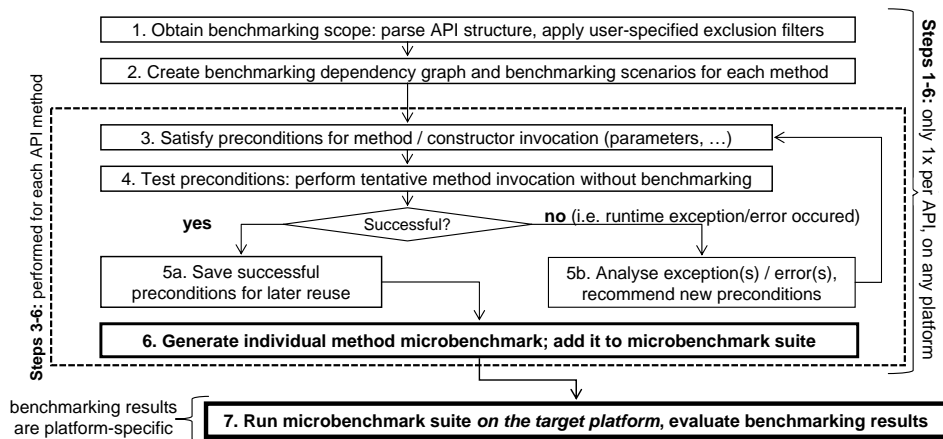 1. Obtain benchmarking scope: parse API structure, apply user-specified exclusion filters
2. Create benchmarking dependency graph and benchmarking scenarios for each method
3. Satisfy preconditions for method / constructor invocation (parameters, …)
4. Test preconditions: perform tentative method invocation without benchmarking
Successful?
yes
no (i.e. runtime exception/error occured)
5a. Save successful
preconditions for later reuse
5b. Analyse exception(s) / error(s),
recommend new preconditions
6. Generate individual method microbenchmark; add it to microbenchmark suite
7. Run microbenchmark suite on the target platform, evaluate benchmarking results
benchmarking results
are platform-specific
Steps 3-6: performed for each API method
Steps 1-6: only 1x per
API, on any platform